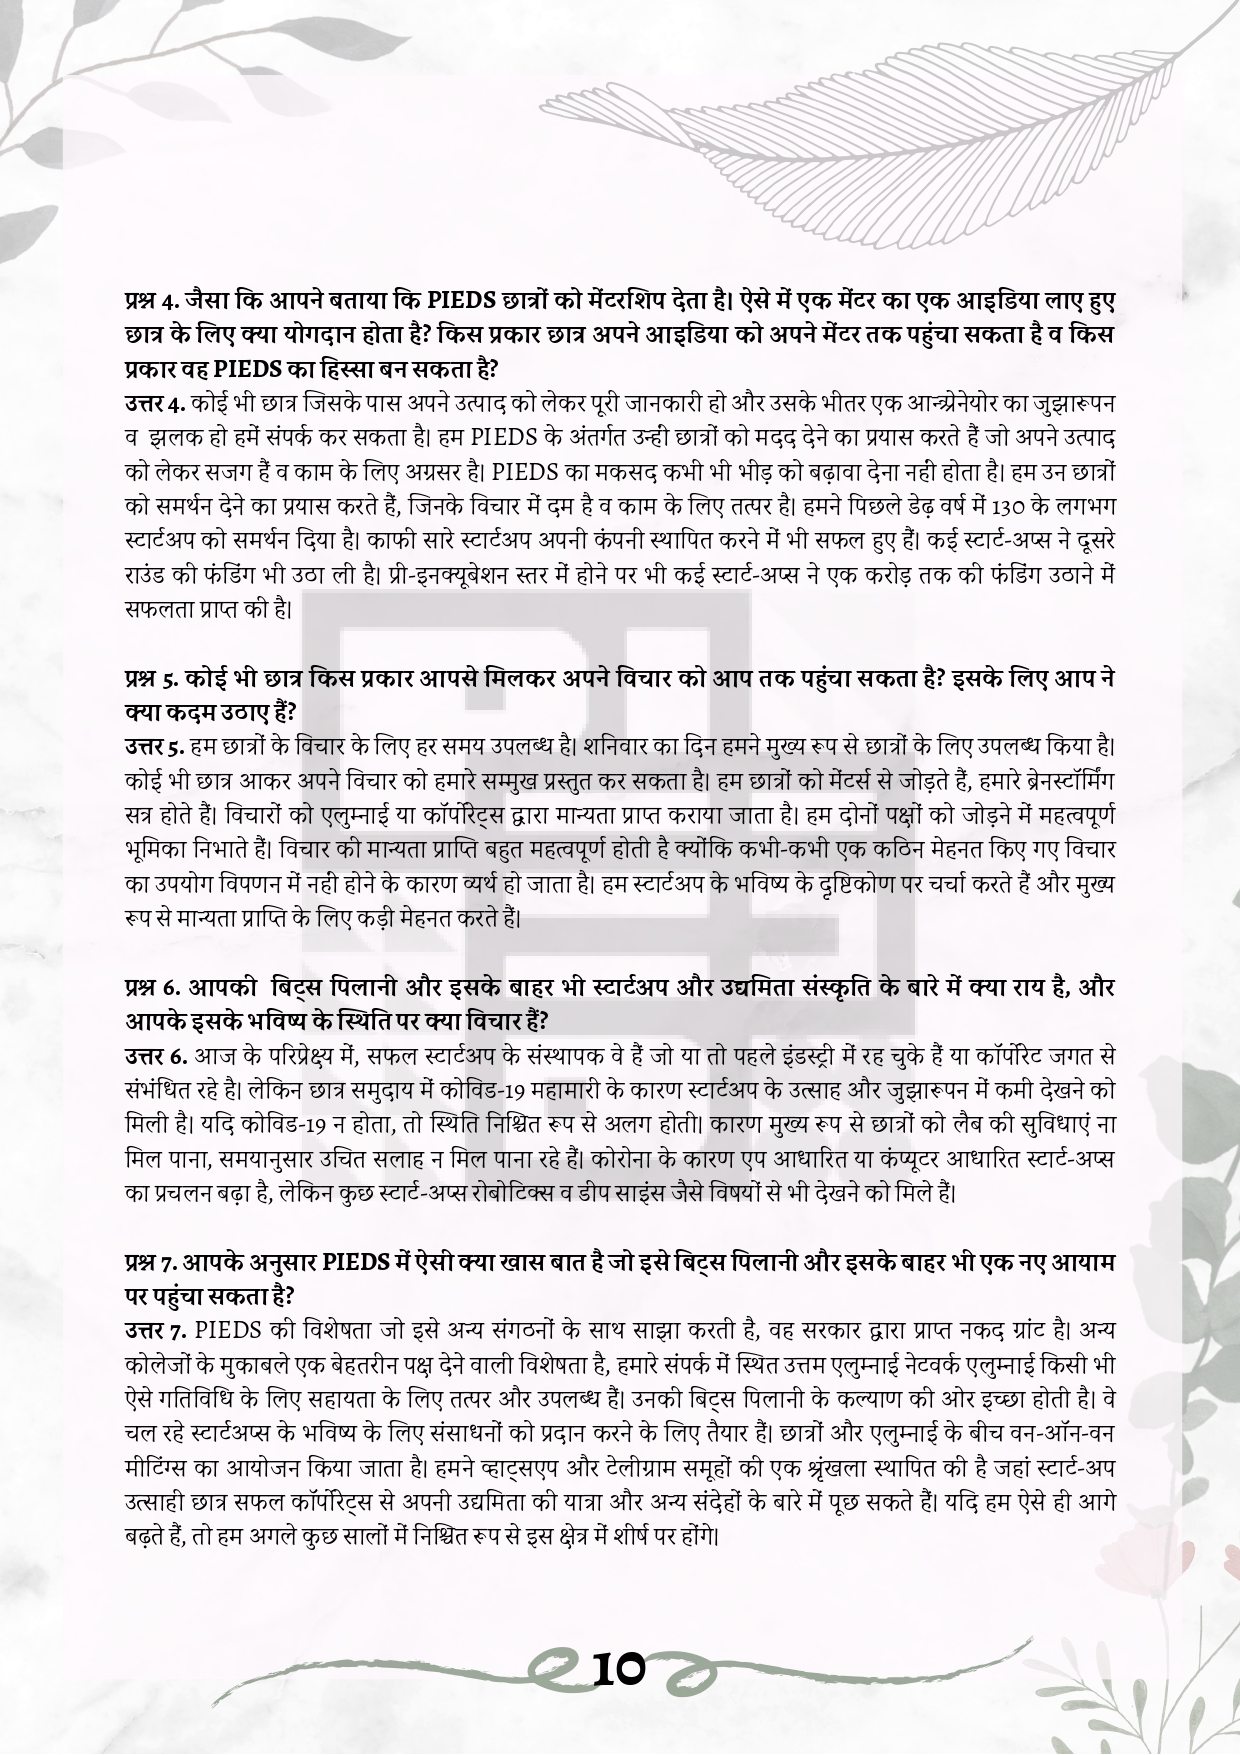 प्रश्न 4. जैसा कि आपने बताया कि PIEDS छात्रों को मेंटरशिप देता है। ऐसे में एक मेंटर का एक आइडिया लाए हुए
छात्र के लिए क्या योगदान होता है? किस प्रकार छात्र अपने आइडिया को अपने मेंटर तक पहुंचा सकता है व किस
प्रकार वह PIEDS का हिस्सा बन सकता है?
उत्तर 4. कोई भी छात्र जिसके पास अपने उत्पाद को लेकर पूरी जानकारी हो और उसके भीतर एक का जुझारूपन
व झलक हो हमें संपर्क कर सकता है। हम PIEDS के अंतर्गत उन्हीं छात्रों को मदद देने का प्रयास करते हैं जो अपने उत्पाद
को लेकर सजग हैं व काम के लिए अग्रसर है। PIEDS का मकसद कभी भी भीड़ को बढ़ावा देना नहीं होता है। हम उन छात्रों
को समर्थन देने का प्रयास करते हैं, जिनके विचार में दम है व काम के लिए तत्पर है। हमने पिछले डेढ़ वर्ष में 130 के लगभग
स्टार्टअप को समर्थन दिया है। काफी सारे स्टार्टअप अपनी कंपनी स्थापित करने में भी सफल हुए हैं। कई स्टार्ट-अप्स ने दूसरे
राउंड की फंडिंग भी उठा ली है। प्री-इनक्यूबेशन स्तर में होने पर भी कई स्टार्ट-अप्स ने एक करोड़ तक की फंडिंग उठाने में
सफलता प्राप्त की है।
प्रश्न 5. कोई भी छात्र किस प्रकार आपसे मिलकर अपने विचार को आप तक पहुंचा सकता है? इसके लिए आप ने
क्या कदम उठाए हैं?
उत्तर 5. हम छात्रों के विचार के लिए हर समय उपलब्ध है। शनिवार का दिन हमने मुख्य रूप से छात्रों के लिए उपलब्ध किया है।
कोई भी छात्र आकर अपने विचार को हमारे सम्मुख प्रस्तुत कर सकता है। हम छात्रों को मेंटर्स से जोड़ते हैं, हमारे ब्रेनस्टॉर्मिंग
सत्र होते हैं। विचारों को एलुम्नाई या कॉर्पोरेट्स द्वारा मान्यता प्राप्त कराया जाता है। हम दोनों पक्षों को जोड़ने में महत्वपूर्ण
भूमिका निभाते हैं। विचार की मान्यता प्राप्ति बहुत महत्वपूर्ण होती है क्योंकि कभी-कभी एक कठिन मेहनत किए गए विचार
का उपयोग विपणन में नहीं होने के कारण व्यर्थ हो जाता है। हम स्टार्टअप के भविष्य के दृष्टिकोण पर चर्चा करते हैं और मुख्य
रूप से मान्यता प्राप्ति के लिए कड़ी मेहनत करते हैं।
प्रश्न 6. आपकी बिट्स पिलानी और इसके बाहर भी स्टार्टअप और उद्यमिता संस्कृति के बारे में क्या राय है, और
आपके इसके भविष्य के स्थिति पर क्या विचार हैं?
उत्तर 6. आज के परिप्रेक्ष्य में, सफल स्टार्टअप के संस्थापक वे हैं जो या तो पहले इंडस्ट्री में रह चुके हैं या कॉर्पोरेट जगत से
संभंधित रहे है। लेकिन छात्र समुदाय में कोविड-19 महामारी के कारण स्टार्टअप के उत्साह और जुझारूपन में कमी देखने को
मिली है। यदि कोविड-19 न होता, तो स्थिति निश्चित रूप से अलग होती। कारण मुख्य रूप से छात्रों को लैब की सुविधाएं ना
मिल पाना, समयानुसार उचित सलाह न मिल पाना रहे हैं। कोरोना के कारण एप आधारित या कंप्यूटर आधारित स्टार्ट-अप्स
का प्रचलन बढ़ा है, लेकिन कुछ स्टार्ट-अप्स रोबोटिक्स व डीप साइंस जैसे विषयों से भी देखने को मिले हैं।
प्रश्न 7. आपके अनुसार PIEDS में ऐसी क्या खास बात है जो इसे बिट्स पिलानी और इसके बाहर भी एक नए आयाम
पर पहुंचा सकता है?
उत्तर 7. PIEDS की विशेषता जो इसे अन्य संगठनों के साथ साझा करती है, वह सरकार द्वारा प्राप्त नकद ग्रांट है। अन्य
कोलेजों के मुकाबले एक बेहतरीन पक्ष देने वाली विशेषता है, हमारे संपर्क में स्थित उत्तम एलुम्नाई नेटवर्क एलुम्नाई किसी भी
ऐसे गतिविधि के लिए सहायता के लिए तत्पर और उपलब्ध हैं। उनकी बिट्स पिलानी के कल्याण की ओर इच्छा होती है। वे
चल रहे स्टार्टअप्स के भविष्य के लिए संसाधनों को प्रदान करने के लिए तैयार हैं। छात्रों और एलुम्नाई के बीच वन-ऑन-वन
मीटिंग्स का आयोजन किया जाता है। हमने व्हाट्सएप और टेलीग्राम समूहों की एक श्रृंखला स्थापित की है जहां स्टार्ट-अप
उत्साही छात्र सफल कॉर्पोरेट्स से अपनी उद्यमिता की यात्रा और अन्य संदेहों के बारे में पूछ सकते हैं। यदि हम ऐसे ही आगे
बढ़ते हैं, तो हम अगले कुछ सालों में निश्चित रूप से इस क्षेत्र में शीर्ष पर होंगे।
10